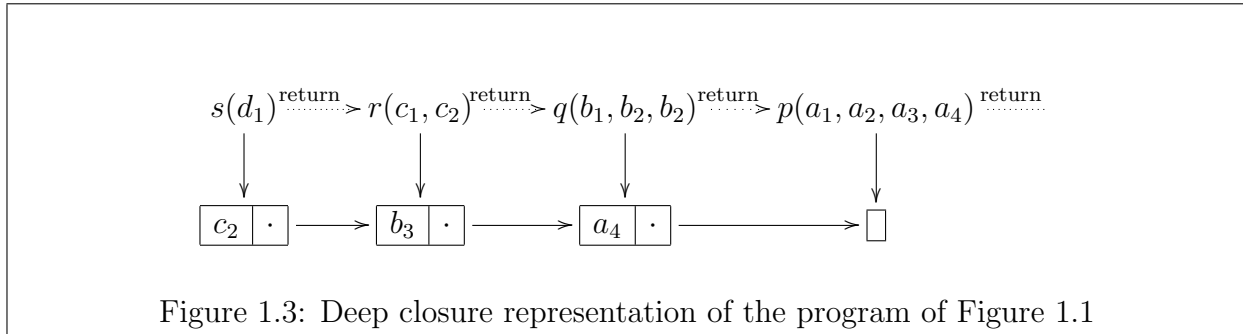 s(d₁) return r(c₁, c₂) return q(b₁, b₂, b₂) return p(a₁, a₂, a₃, a₄) return
c₂ · b₃ · a₄ ·
Figure 1.3: Deep closure representation of the program of Figure 1.1